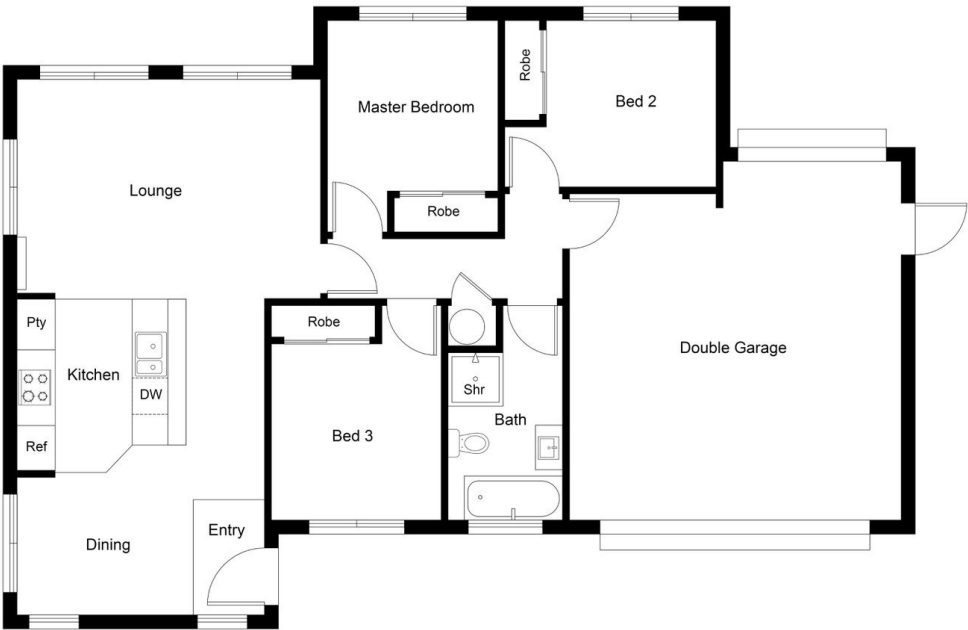 Master Bedroom
Robe
Bed 2
Lounge
Robe
Pty
Kitchen
DW
Ref
Robe
Bed 3
Shr
Bath
Double Garage
Dining
Entry